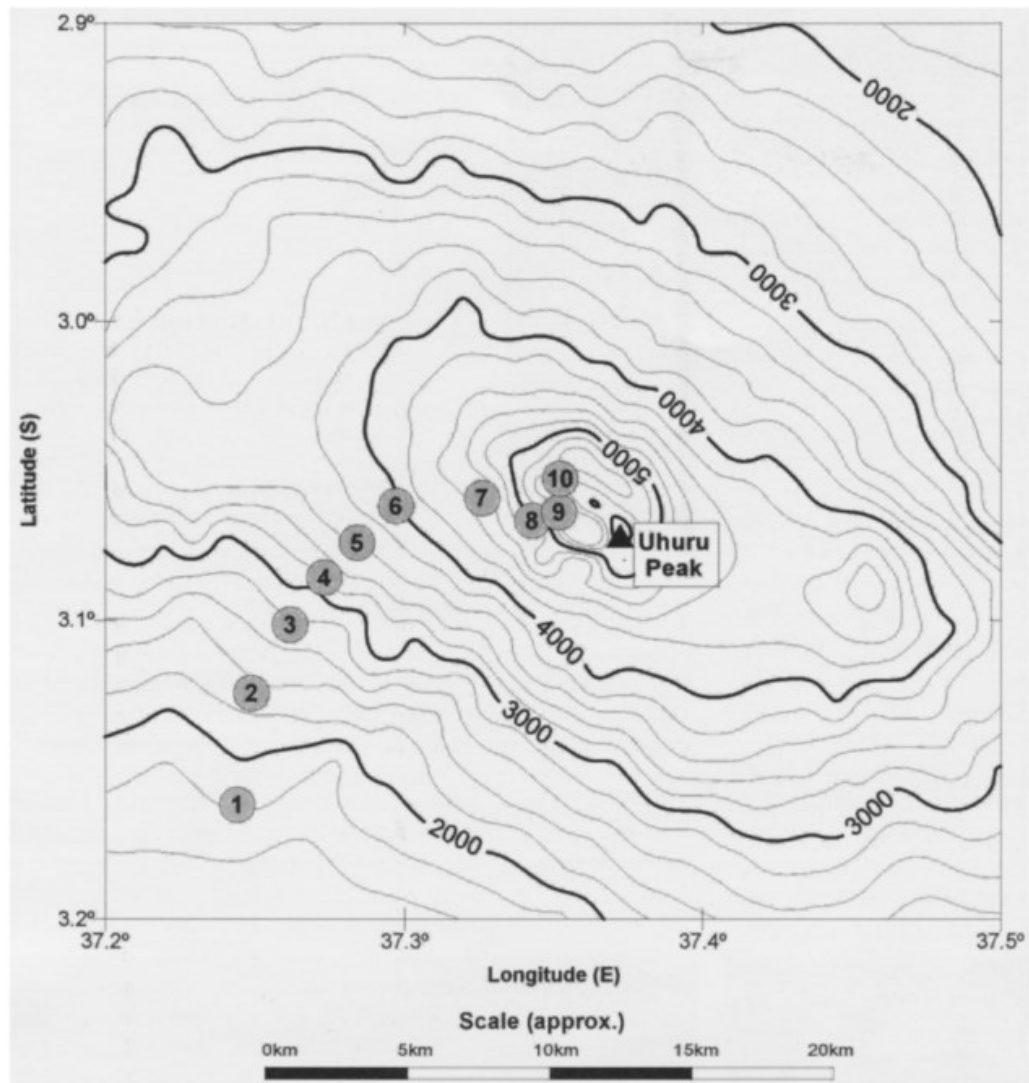 2.9º
2000
3000
3.0º
4000
5000
Latitude (S)
10
7
6
9
8
Uhuru
Peak
5
4
3.1º
3
4000
2
3000
1
3000
2000
3.2º
37.2º
37.3º
37.4º
37.5º
Longitude (E)
Scale (approx.)
0km
5km
10km
15km
20km